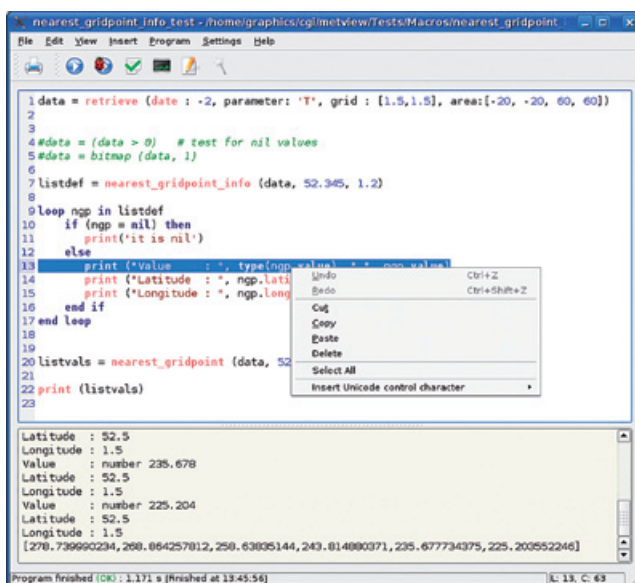 nearest_gridpoint_info_test - /home/graphics/cgi/metview/Tests/Macros/nearest_gridpoint_
File Edit View Insert Program Settings Help
1 data = retrieve (date : -2, parameter: 'T', grid : [1.5,1.5], area:[-20, -20, 60, 60])
2
3
4 #data = (data > 0) # test for nil values
5 #data = bitmap (data, 1)
6
7 listdef = nearest_gridpoint_info (data, 52.345, 1.2)
8
9 loop ngp in listdef
10 if (ngp = nil) then
11 print('it is nil')
12 else
13 print ("Value : ", type(ngp.value), " ", ngp.value)
14 print ("Latitude : ", ngp.lati
15 print ("Longitude : ", ngp.long
16 end if
17 end loop
18
19
20 listvals = nearest_gridpoint (data, 52
21
22 print (listvals)
23
Undo Ctrl+Z
Redo Ctrl+Shift+Z
Cut
Copy
Paste
Delete
Select All
Insert Unicode control character
Latitude : 52.5
Longitude : 1.5
Value : number 235.678
Latitude : 52.5
Longitude : 1.5
Value : number 225.204
Latitude : 52.5
Longitude : 1.5
[278.739990234,268.864257812,258.63835144,243.814880371,235.677734375,225.203552246]
Program finished (OK) : 1.171 s [finished at 13:45:56]
L: 13, C: 63